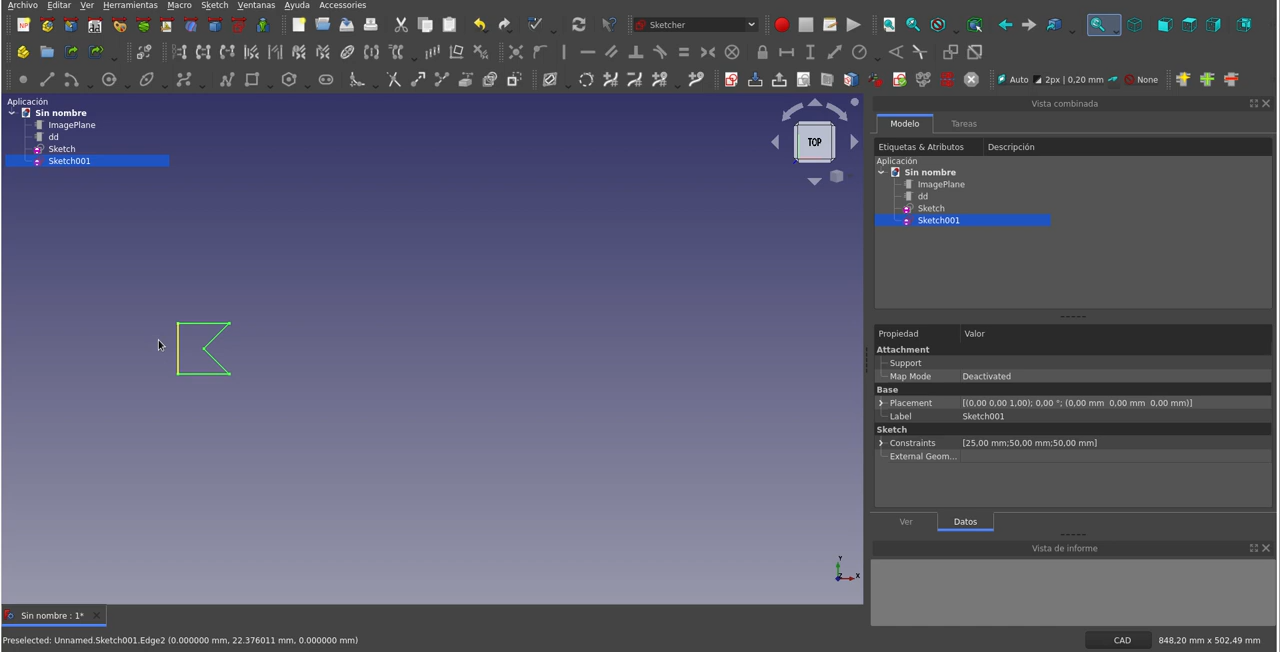 Archivo Editar Ver Herramientas Macro Sketch Ventanas Ayuda Accessories
Sketcher
Auto 2px | 0,20 mm None
Aplicación
Sin nombre
ImagePlane
dd
Sketch
Sketch001
TOP
Y
X
Sin nombre : 1*
Vista combinada
Modelo Tareas
Etiquetas & Atributos Descripción
Aplicación
Sin nombre
ImagePlane
dd
Sketch
Sketch001
Propiedad Valor
Attachment
Support
Map Mode Deactivated
Base
Placement [(0,00 0,00 1,00); 0,00 °; (0,00 mm 0,00 mm 0,00 mm)]
Label Sketch001
Sketch
Constraints [25,00 mm;50,00 mm;50,00 mm]
External Geom...
Ver Datos
Vista de informe
Preselected: Unnamed.Sketch001.Edge2 (0.000000 mm, 22.376011 mm, 0.000000 mm)
CAD 848,20 mm x 502,49 mm